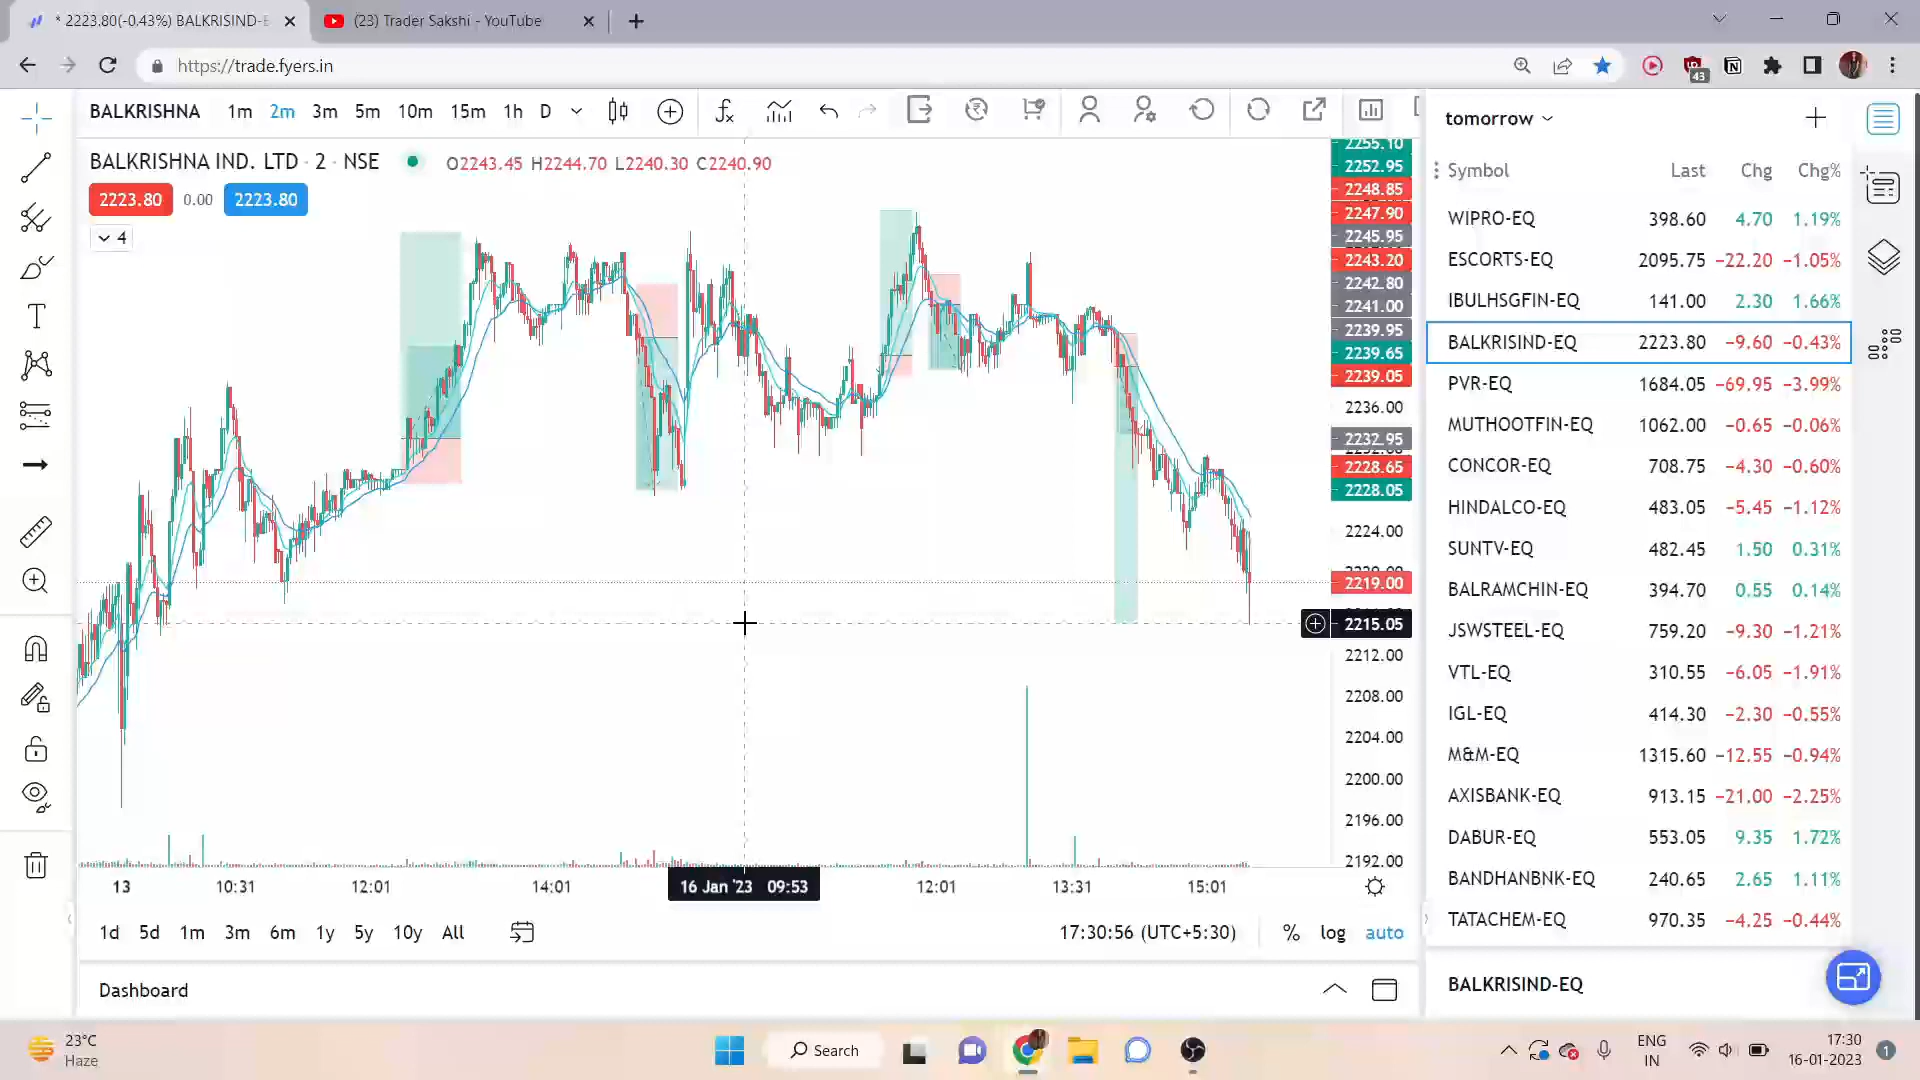 * 2223.80(-0.43%) BALKRISIND-E
(23) Trader Sakshi - YouTube
https://trade.fyers.in
43
BALKRISHNA 1m 2m 3m 5m 10m 15m 1h D
BALKRISHNA IND. LTD · 2 · NSE O2243.45 H2244.70 L2240.30 C2240.90
2223.80 0.00 2223.80
4
2255.10
2252.95
2248.85
2247.90
2245.95
2243.20
2242.80
2241.00
2239.95
2239.65
2239.05
2236.00
2232.95
2228.65
2228.05
2224.00
2219.00
2215.05
2212.00
2208.00
2204.00
2200.00
2196.00
2192.00
13 10:31 12:01 14:01 16 Jan '23 09:53 12:01 13:31 15:01
1d 5d 1m 3m 6m 1y 5y 10y All 17:30:56 (UTC+5:30) % log auto
Dashboard
tomorrow
Symbol Last Chg Chg%
WIPRO-EQ 398.60 4.70 1.19%
ESCORTS-EQ 2095.75 −22.20 −1.05%
IBULHSGFIN-EQ 141.00 2.30 1.66%
BALKRISIND-EQ 2223.80 −9.60 −0.43%
PVR-EQ 1684.05 −69.95 −3.99%
MUTHOOTFIN-EQ 1062.00 −0.65 −0.06%
CONCOR-EQ 708.75 −4.30 −0.60%
HINDALCO-EQ 483.05 −5.45 −1.12%
SUNTV-EQ 482.45 1.50 0.31%
BALRAMCHIN-EQ 394.70 0.55 0.14%
JSWSTEEL-EQ 759.20 −9.30 −1.21%
VTL-EQ 310.55 −6.05 −1.91%
IGL-EQ 414.30 −2.30 −0.55%
M&M-EQ 1315.60 −12.55 −0.94%
AXISBANK-EQ 913.15 −21.00 −2.25%
DABUR-EQ 553.05 9.35 1.72%
BANDHANBNK-EQ 240.65 2.65 1.11%
TATACHEM-EQ 970.35 −4.25 −0.44%
BALKRISIND-EQ
23°C
Haze
Search
ENG
IN
17:30
16-01-2023
1